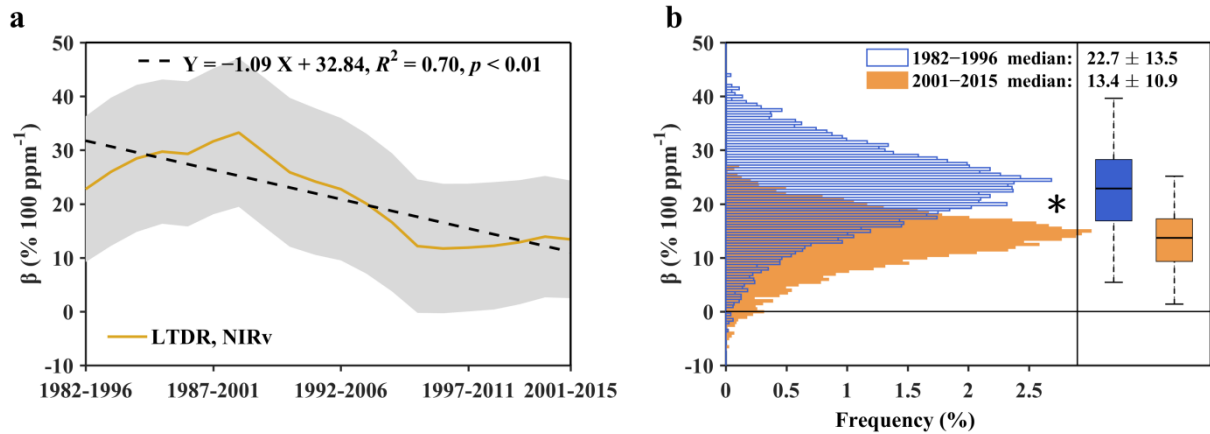 a
50
40
30
20
10
0
-10
β (% 100 ppm⁻¹)
Y = −1.09 X + 32.84, R² = 0.70, p < 0.01
LTDR, NIRv
1982-1996
1987-2001
1992-2006
1997-2011
2001-2015
b
50
40
30
20
10
0
-10
β (% 100 ppm⁻¹)
1982−1996 median: 22.7 ± 13.5
2001−2015 median: 13.4 ± 10.9
*
0
0.5
1
1.5
2
2.5
Frequency (%)